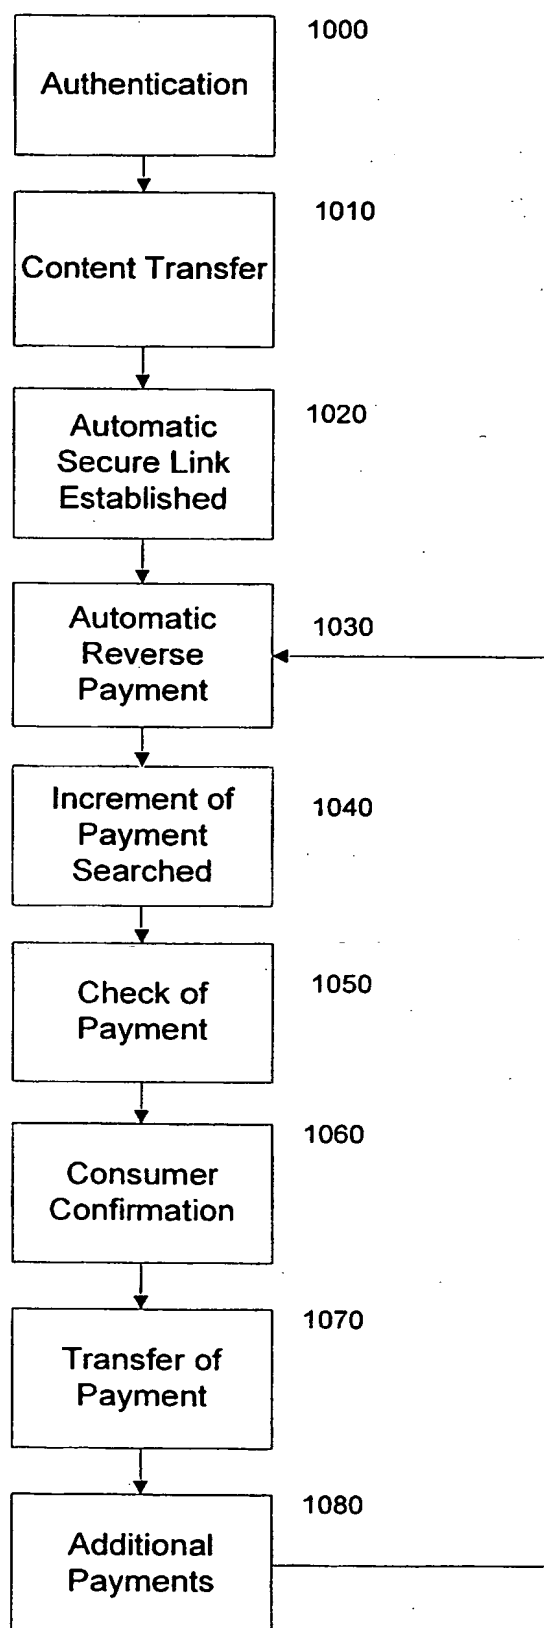 1000
Authentication
1010
Content Transfer
1020
Automatic
Secure Link
Established
1030
Automatic
Reverse
Payment
1040
Increment of
Payment
Searched
1050
Check of
Payment
1060
Consumer
Confirmation
1070
Transfer of
Payment
1080
Additional
Payments